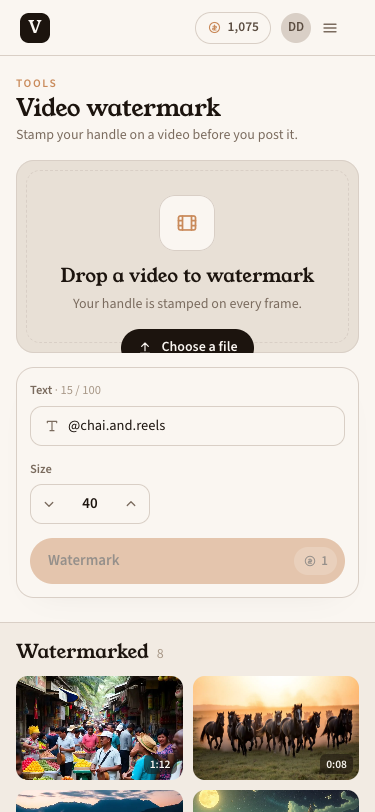 V
1,075
DD
TOOLS
Video watermark
Stamp your handle on a video before you post it.
Drop a video to watermark
Your handle is stamped on every frame.
Choose a file
Text · 15 / 100
@chai.and.reels
Size
40
Watermark
1
Watermarked 8
1:12
0:08